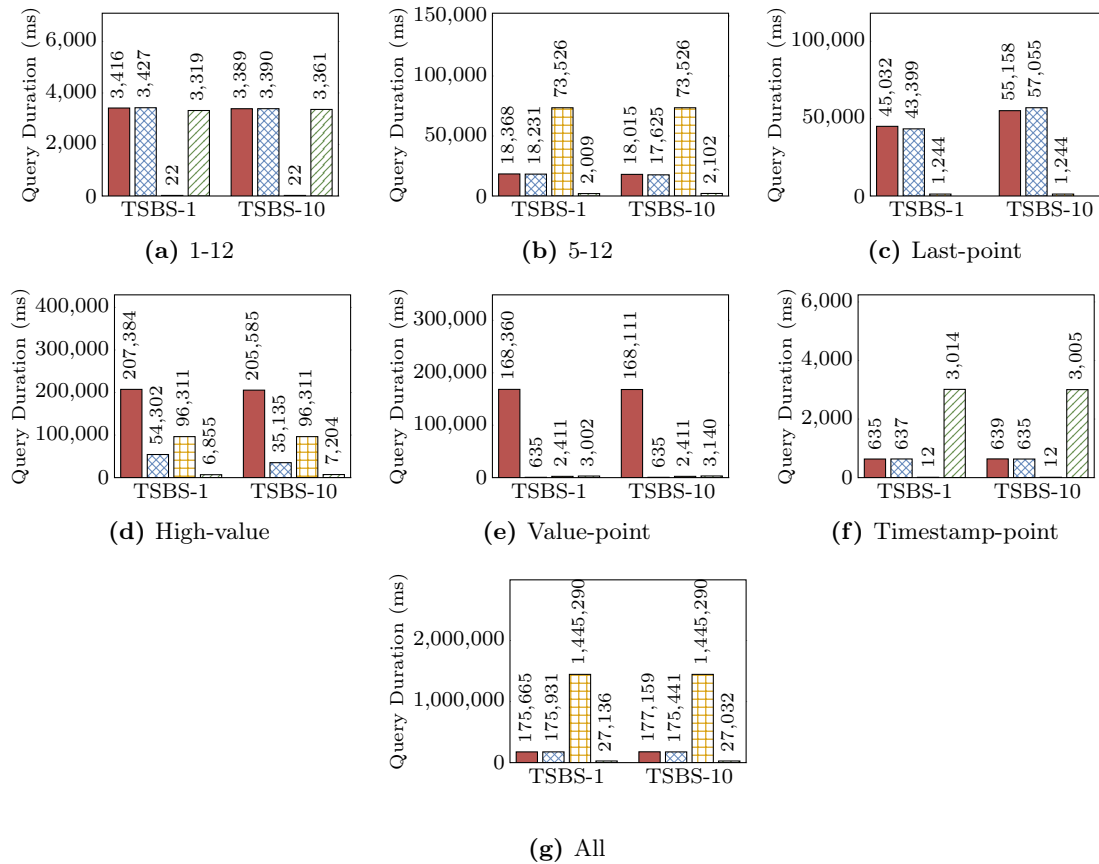 Query Duration (ms)
6,000
4,000
2,000
0
3,416
3,427
22
3,319
3,389
3,390
22
3,361
TSBS-1
TSBS-10
(a) 1-12
Query Duration (ms)
150,000
100,000
50,000
0
18,368
18,231
73,526
2,009
18,015
17,625
73,526
2,102
TSBS-1
TSBS-10
(b) 5-12
Query Duration (ms)
100,000
50,000
0
45,032
43,399
1,244
55,158
57,055
1,244
TSBS-1
TSBS-10
(c) Last-point
Query Duration (ms)
400,000
300,000
200,000
100,000
0
207,384
54,302
96,311
6,855
205,585
35,135
96,311
7,204
TSBS-1
TSBS-10
(d) High-value
Query Duration (ms)
300,000
200,000
100,000
0
168,360
635
2,411
3,002
168,111
635
2,411
3,140
TSBS-1
TSBS-10
(e) Value-point
Query Duration (ms)
6,000
4,000
2,000
0
635
637
12
3,014
639
635
12
3,005
TSBS-1
TSBS-10
(f) Timestamp-point
Query Duration (ms)
2,000,000
1,000,000
0
175,665
175,931
1,445,290
27,136
177,159
175,441
1,445,290
27,032
TSBS-1
TSBS-10
(g) All